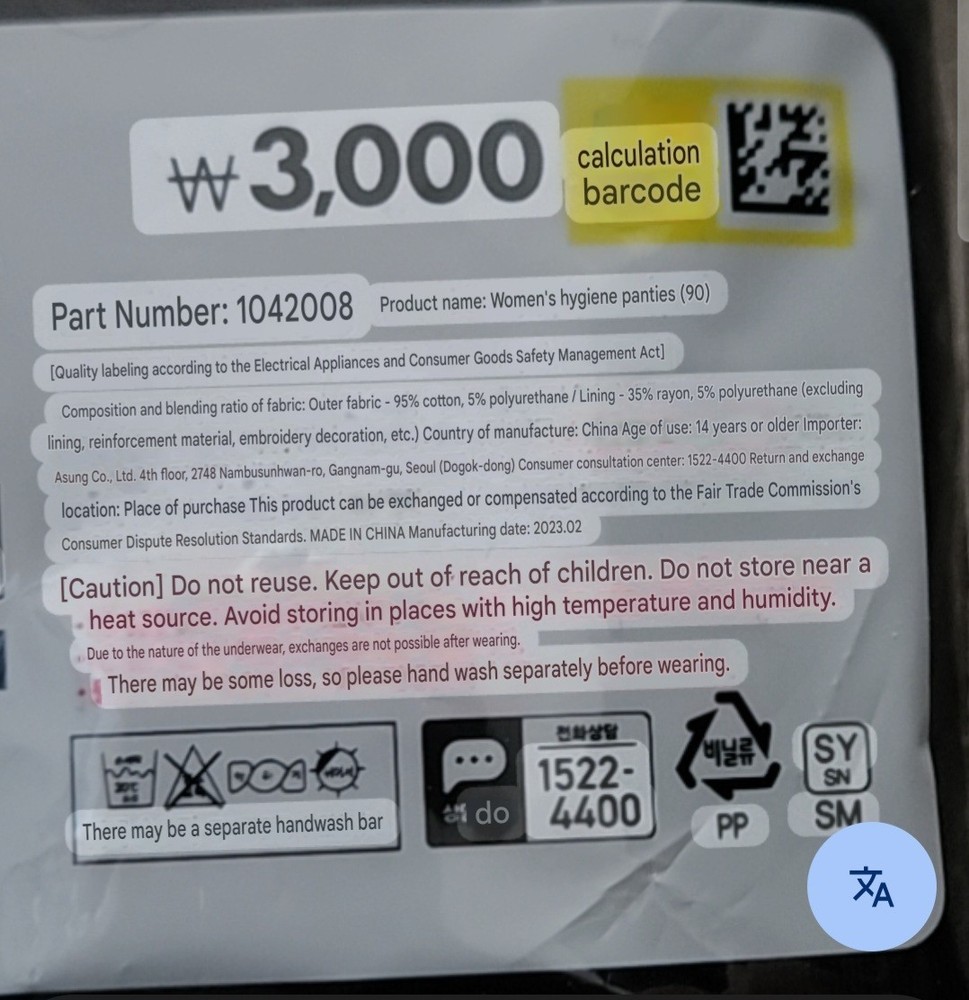 ₩3,000
calculation
barcode
Part Number: 1042008
Product name: Women's hygiene panties (90)
[Quality labeling according to the Electrical Appliances and Consumer Goods Safety Management Act]
Composition and blending ratio of fabric: Outer fabric - 95% cotton, 5% polyurethane / Lining - 35% rayon, 5% polyurethane (excluding
lining, reinforcement material, embroidery decoration, etc.) Country of manufacture: China Age of use: 14 years or older Importer:
Asung Co., Ltd. 4th floor, 2748 Nambusunhwan-ro, Gangnam-gu, Seoul (Dogok-dong) Consumer consultation center: 1522-4400 Return and exchange
location: Place of purchase This product can be exchanged or compensated according to the Fair Trade Commission's
Consumer Dispute Resolution Standards. MADE IN CHINA Manufacturing date: 2023.02
[Caution] Do not reuse. Keep out of reach of children. Do not store near a
heat source. Avoid storing in places with high temperature and humidity.
Due to the nature of the underwear, exchanges are not possible after wearing.
There may be some loss, so please hand wash separately before wearing.
There may be a separate handwash bar
do
전화상담
1522-
4400
비닐류
PP
SY
SN
SM